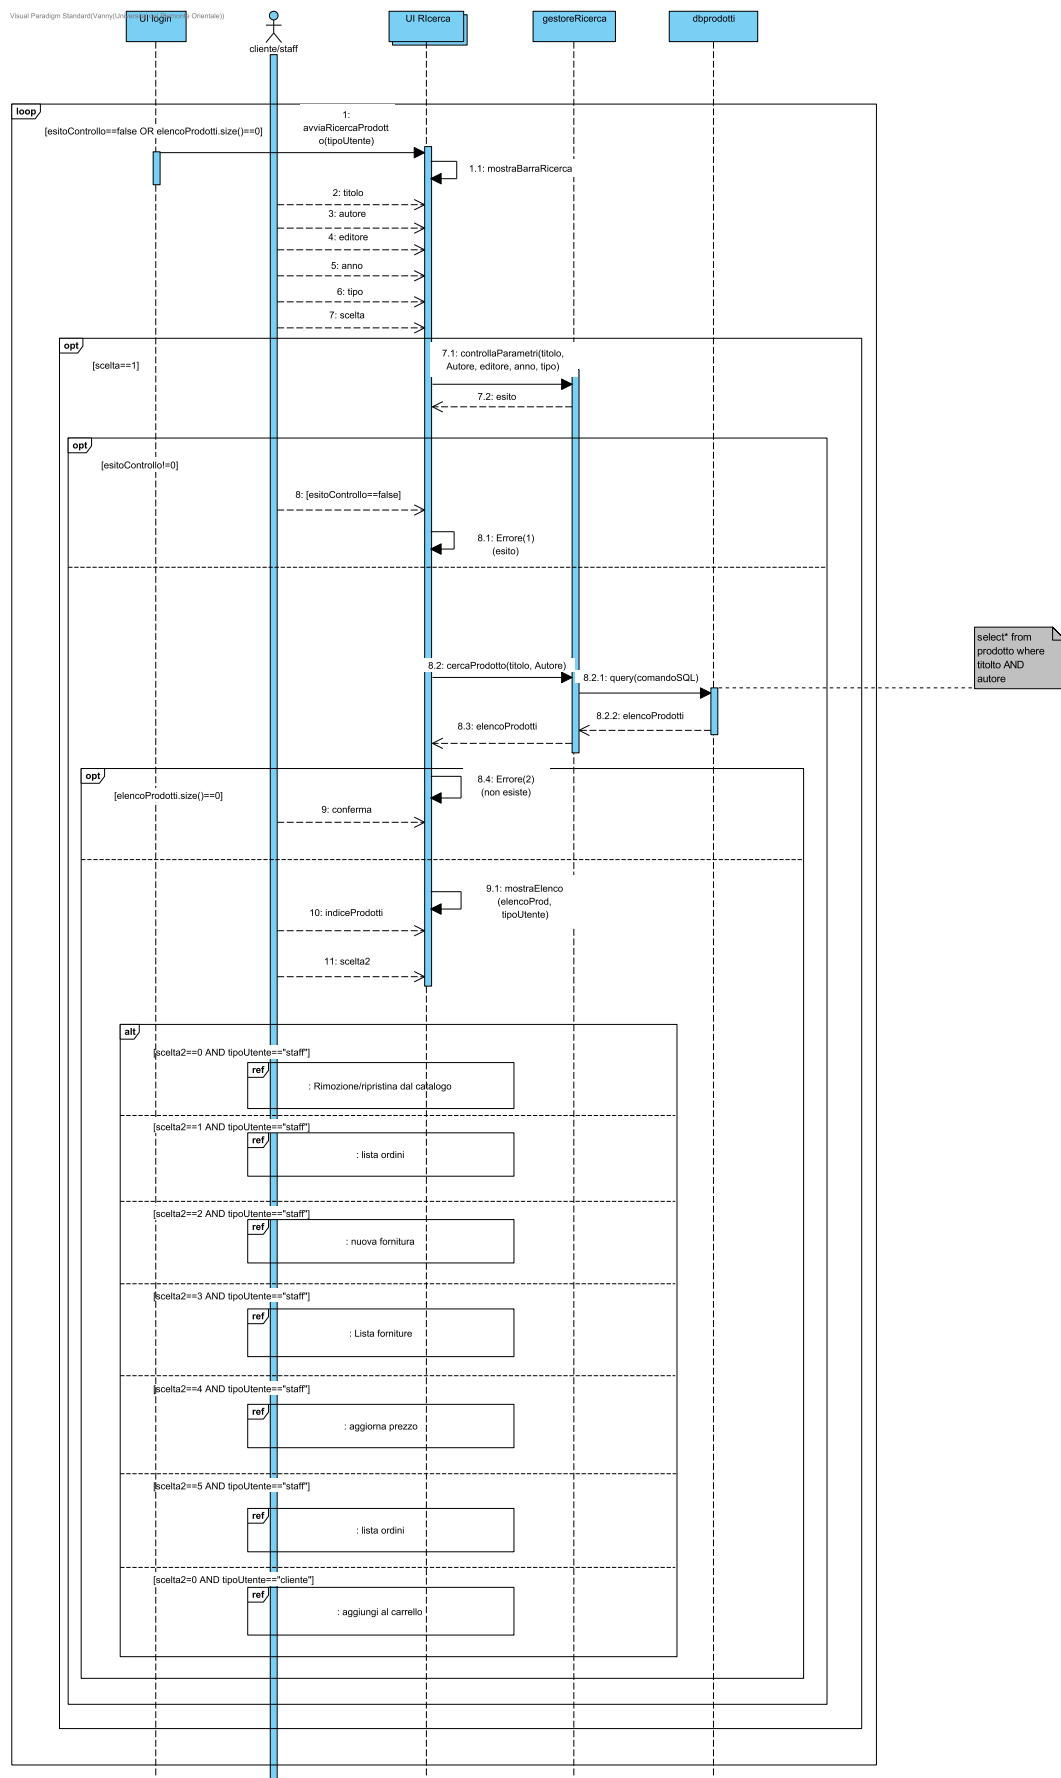 Visual Paradigm Standard(Vanny(Università del Piemonte Orientale))
UI login
cliente/staff
UI RIcerca
gestoreRicerca
dbprodotti
loop
[esitoControllo==false OR elencoProdotti.size()==0]
1:
avviaRicercaProdott
o(tipoUtente)
1.1: mostraBarraRicerca
2: titolo
3: autore
4: editore
5: anno
6: tipo
7: scelta
opt
[scelta==1]
7.1: controllaParametri(titolo,
Autore, editore, anno, tipo)
7.2: esito
opt
[esitoControllo!=0]
8: [esitoControllo==false]
8.1: Errore(1)
(esito)
select* from
prodotto where
titolto AND
autore
8.2: cercaProdotto(titolo, Autore)
8.2.1: query(comandoSQL)
8.2.2: elencoProdotti
8.3: elencoProdotti
opt
[elencoProdotti.size()==0]
8.4: Errore(2)
(non esiste)
9: conferma
9.1: mostraElenco
(elencoProd,
tipoUtente)
10: indiceProdotti
11: scelta2
alt
[scelta2==0 AND tipoUtente=="staff"]
ref
: Rimozione/ripristina dal catalogo
[scelta2==1 AND tipoUtente=="staff"]
ref
: lista ordini
[scelta2==2 AND tipoUtente=="staff"]
ref
: nuova fornitura
[scelta2==3 AND tipoUtente=="staff"]
ref
: Lista forniture
[scelta2==4 AND tipoUtente=="staff"]
ref
: aggiorna prezzo
[scelta2==5 AND tipoUtente=="staff"]
ref
: lista ordini
[scelta2=0 AND tipoUtente=="cliente"]
ref
: aggiungi al carrello